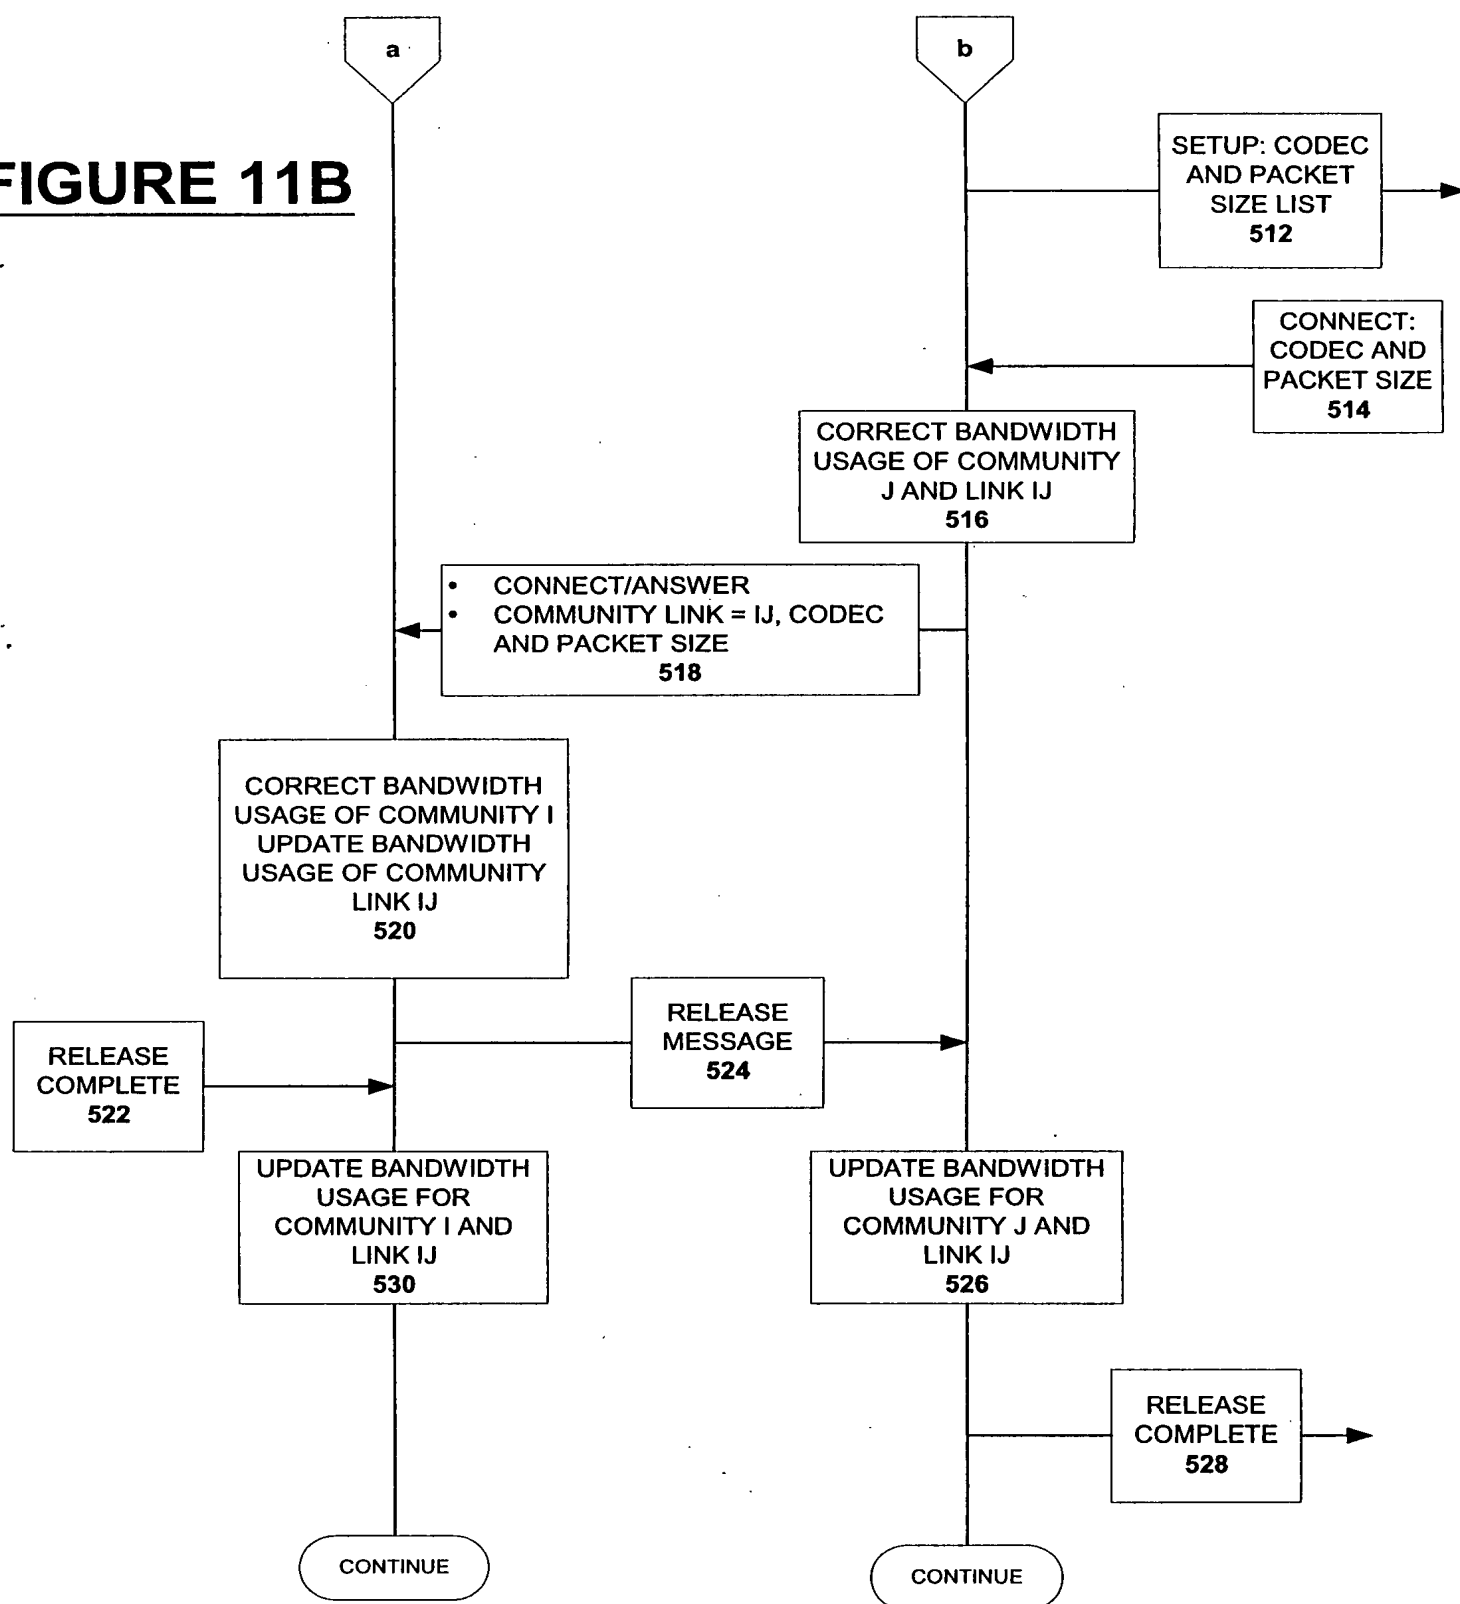 a
b
FIGURE 11B
SETUP: CODEC
AND PACKET
SIZE LIST
512
CONNECT:
CODEC AND
PACKET SIZE
514
CORRECT BANDWIDTH
USAGE OF COMMUNITY
J AND LINK IJ
516
• CONNECT/ANSWER
• COMMUNITY LINK = IJ, CODEC
AND PACKET SIZE
518
CORRECT BANDWIDTH
USAGE OF COMMUNITY I
UPDATE BANDWIDTH
USAGE OF COMMUNITY
LINK IJ
520
RELEASE
COMPLETE
522
RELEASE
MESSAGE
524
UPDATE BANDWIDTH
USAGE FOR
COMMUNITY I AND
LINK IJ
530
UPDATE BANDWIDTH
USAGE FOR
COMMUNITY J AND
LINK IJ
526
RELEASE
COMPLETE
528
CONTINUE
CONTINUE